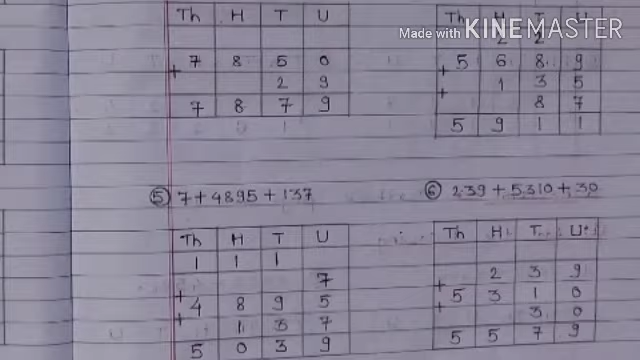 Made with KINEMASTER
Th H T U
7 8 5 0
+ 2 9
7 8 7 9
Th H T U
2 2
5 6 8 9
+ 1 3 5
+ 8 7
5 9 1 1
5 7 + 4895 + 137
Th H T U
1 1 1
7
+ 4 8 9 5
+ 1 3 7
5 0 3 9
6 239 + 5310 + 30
Th H T U
2 3 9
+ 5 3 1 0
+ 3 0
5 5 7 9